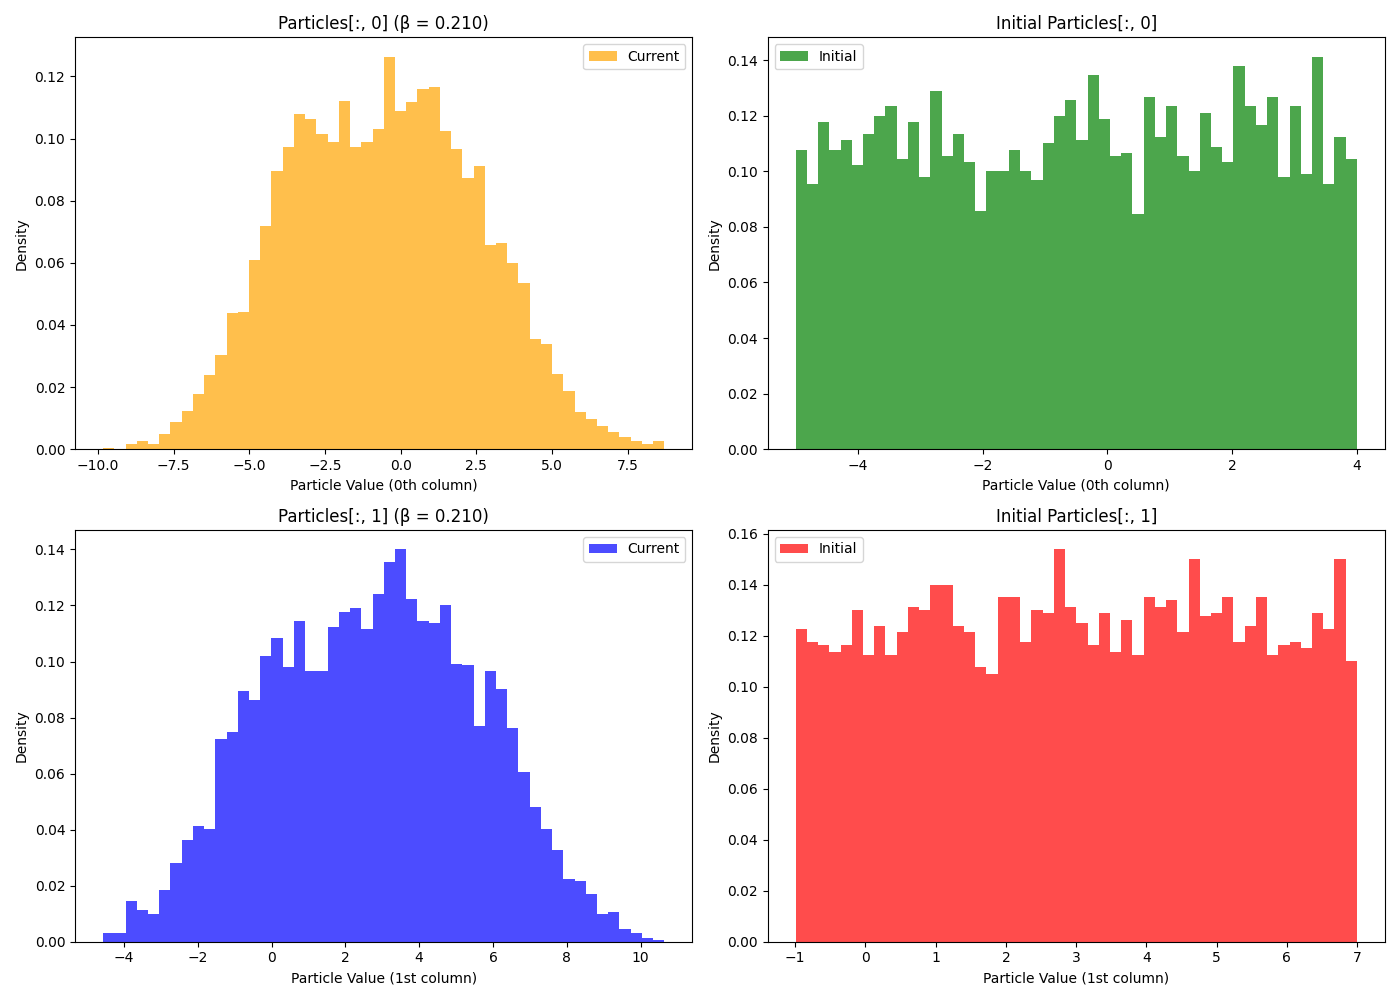 Particles[:, 0] (β = 0.210)
Current
0.12
0.10
0.08
0.06
0.04
0.02
0.00
Density
−10.0 −7.5 −5.0 −2.5 0.0 2.5 5.0 7.5
Particle Value (0th column)
Initial Particles[:, 0]
Initial
0.14
0.12
0.10
0.08
0.06
0.04
0.02
0.00
Density
−4 −2 0 2 4
Particle Value (0th column)
Particles[:, 1] (β = 0.210)
Current
0.14
0.12
0.10
0.08
0.06
0.04
0.02
0.00
Density
−4 −2 0 2 4 6 8 10
Particle Value (1st column)
Initial Particles[:, 1]
Initial
0.16
0.14
0.12
0.10
0.08
0.06
0.04
0.02
0.00
Density
−1 0 1 2 3 4 5 6 7
Particle Value (1st column)